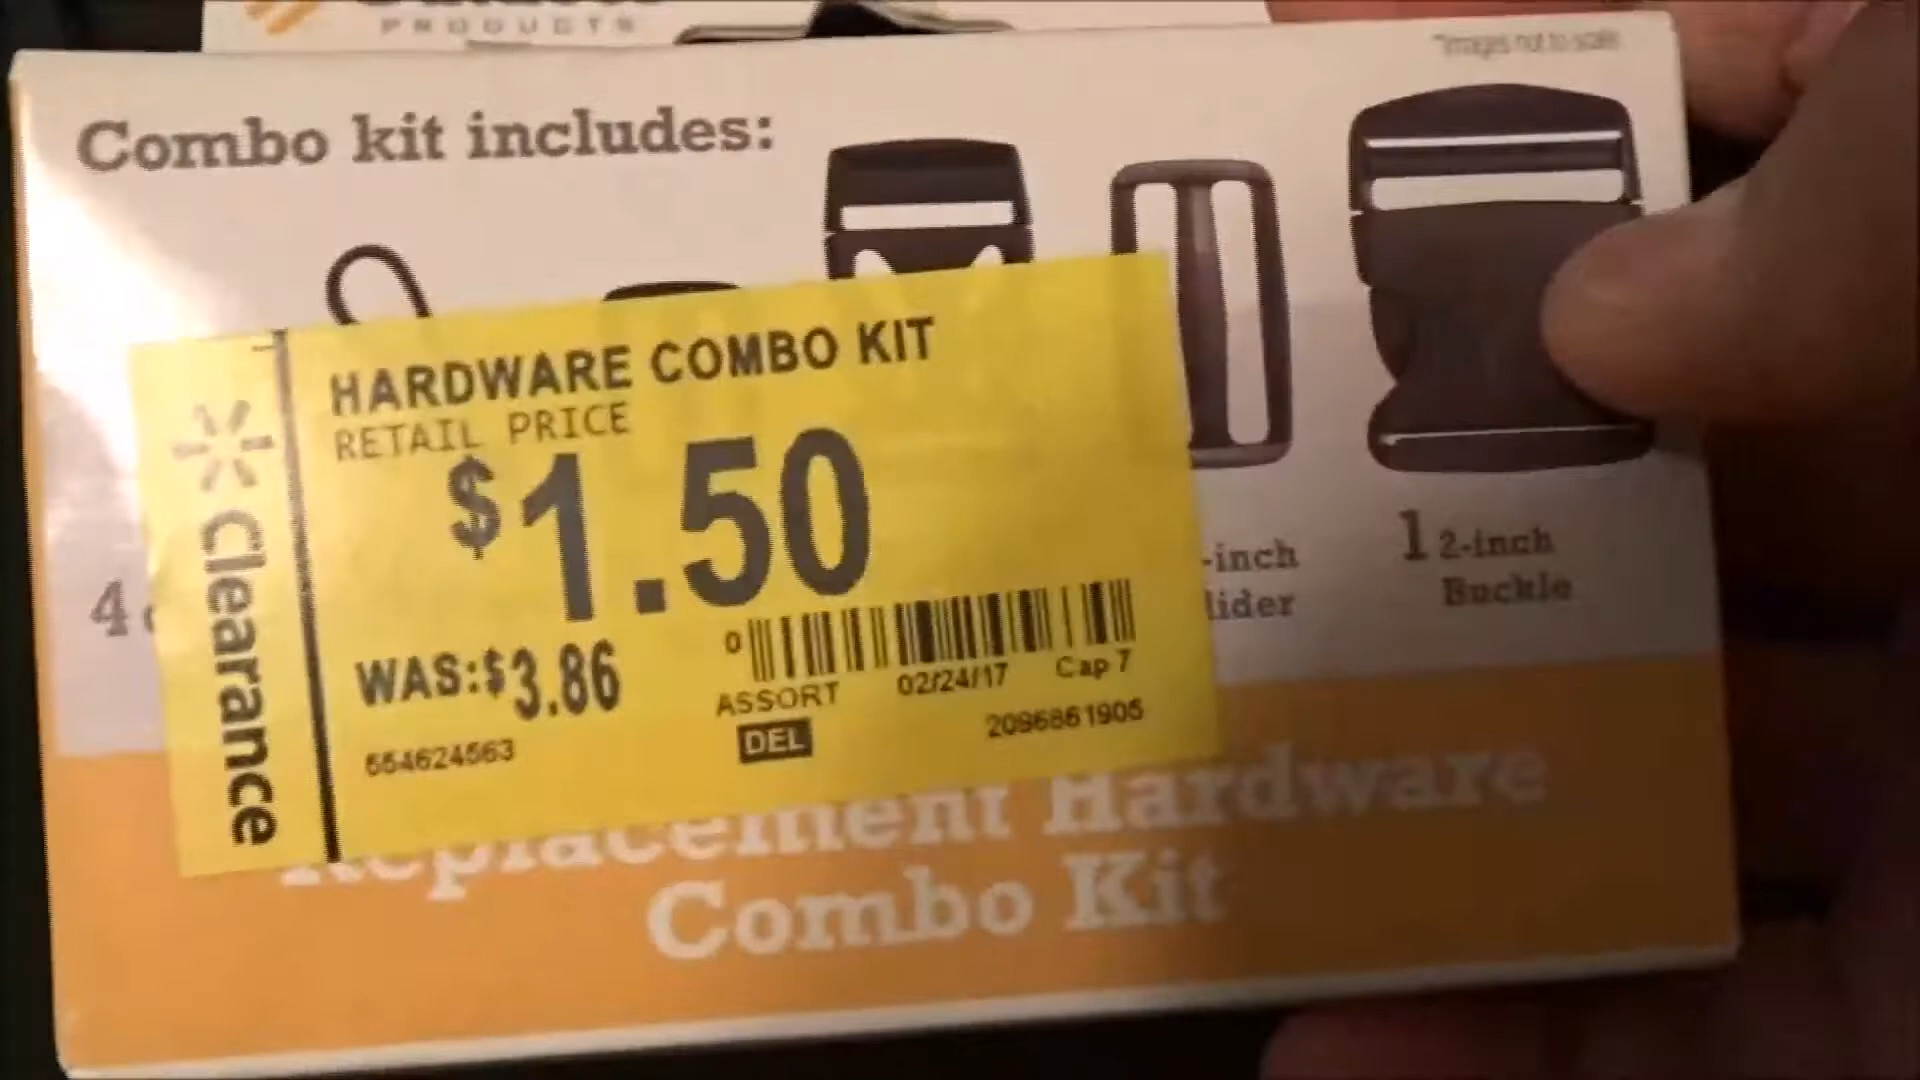 PRODUCTS
*Images not to scale
Combo kit includes:
HARDWARE COMBO KIT
RETAIL PRICE
$1.50
Clearance
WAS:$3.86
0
ASSORT 02/24/17 Cap 7
DEL
554624563
2096861905
4
-inch
lider
1 2-inch
Buckle
Replacement Hardware
Combo Kit